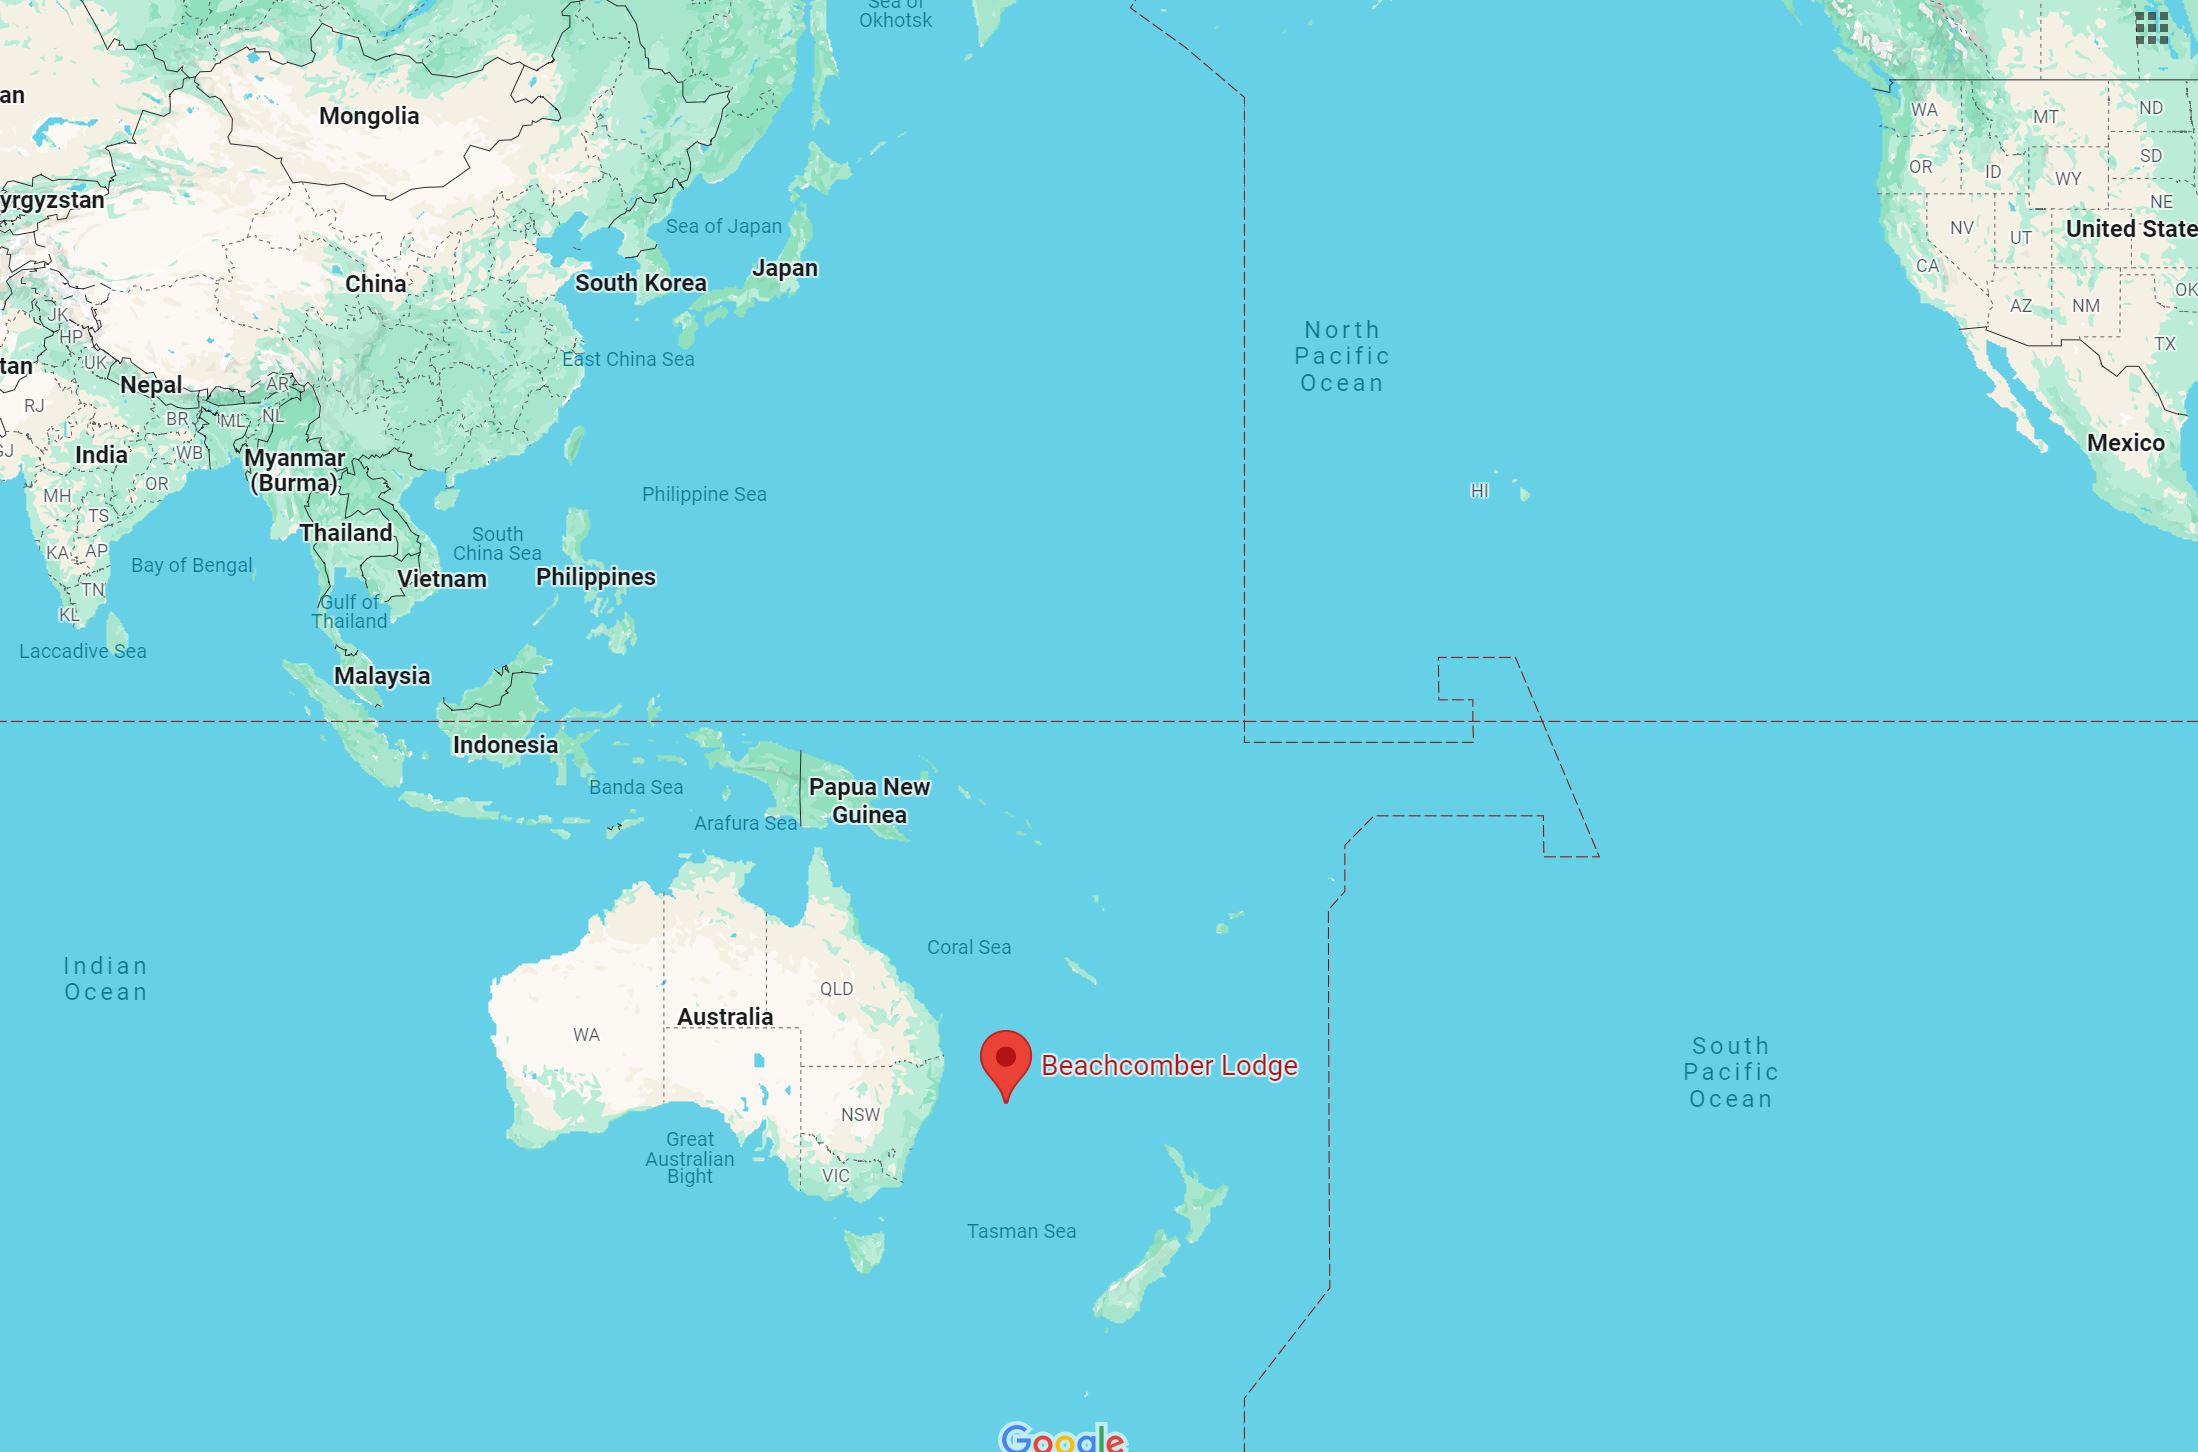 Sea of
Okhotsk
an
Mongolia
WA
MT
ND
OR
ID
SD
WY
yrgyzstan
NE
Sea of Japan
NV
UT
United State
Japan
CA
China
South Korea
OK
AZ
NM
JK
HP
North
Pacific
Ocean
TX
UK
East China Sea
tan
Nepal
AR
RJ
BR
ML
NL
Mexico
GJ
India
WB
Myanmar
(Burma)
OR
MH
HI
Philippine Sea
TS
Thailand
South
China Sea
KA
AP
Bay of Bengal
Vietnam
Philippines
TN
Gulf of
Thailand
KL
Laccadive Sea
Malaysia
Indonesia
Banda Sea
Papua New
Guinea
Arafura Sea
Coral Sea
Indian
Ocean
QLD
Australia
WA
Beachcomber Lodge
South
Pacific
Ocean
NSW
Great
Australian
Bight
VIC
Tasman Sea
Google